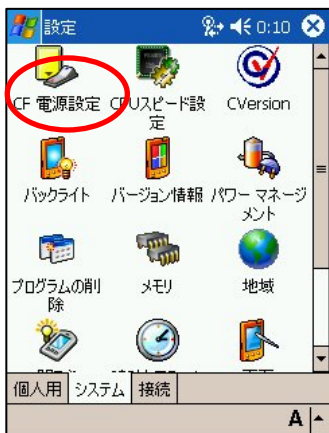 設定 0:10
CF 電源設定 CPUスピード設定 CVersion
バックライト バージョン情報 パワー マネージメント
プログラムの削除 メモリ 地域
画面
個人用 システム 接続
A